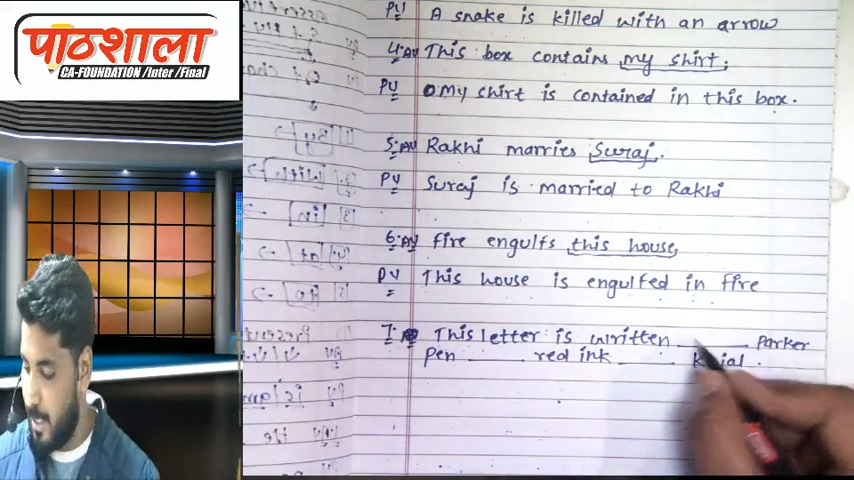 पाठशाला
CA-FOUNDATION/Inter/Final
PV A snake is killed with an arrow
4. AV This box contains my shirt.
PV my shirt is contained in this box.
5. AV Rakhi marries Suraj.
PV Suraj is married to Rakhi
6. AV fire engulfs this house
PV This house is engulfed in fire
7. This letter is written ______ Parker
Pen ______ red ink ______